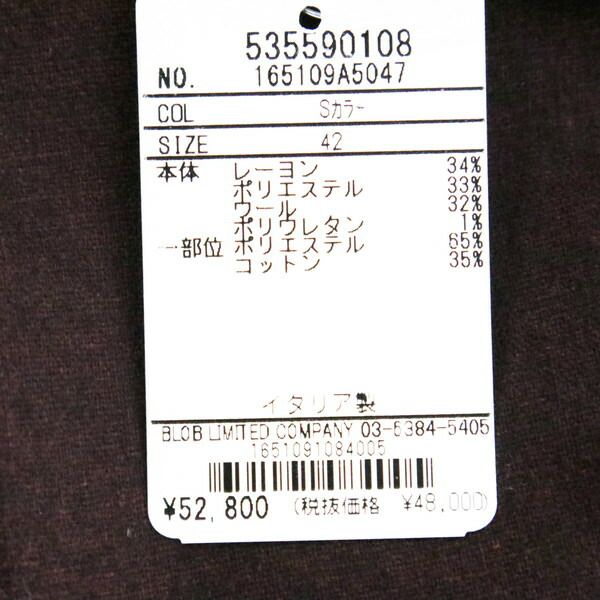 535590108
NO. 165109A5047
COL Sカラー
SIZE 42
本体 レーヨン 34%
ポリエステル 33%
ウール 32%
ポリウレタン 1%
一部位 ポリエステル 65%
コットン 35%
イタリア製
BLOB LIMITED COMPANY 03-6384-5405
1651091084005
¥52,800 (税抜価格 ¥48,000)